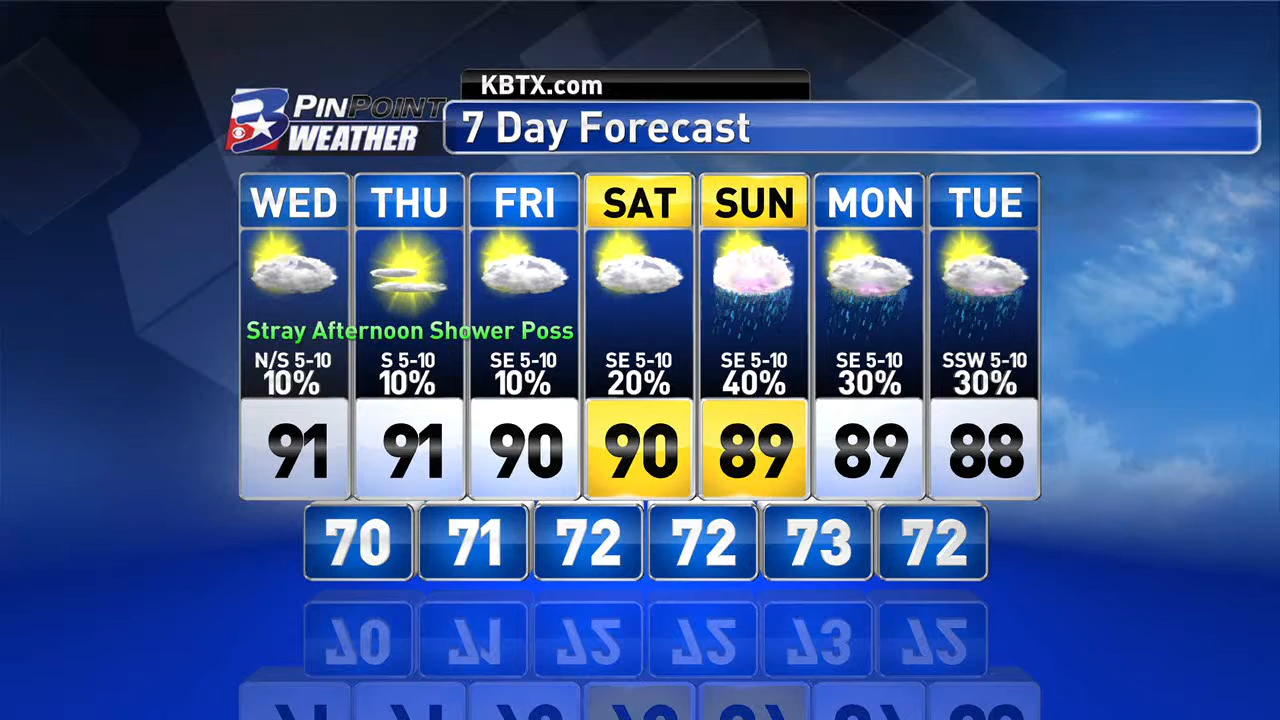 KBTX.com
3 PINPOINT
WEATHER
7 Day Forecast
WED THU FRI SAT SUN MON TUE
Stray Afternoon Shower Poss
N/S 5-10 S 5-10 SE 5-10 SE 5-10 SE 5-10 SE 5-10 SSW 5-10
10% 10% 10% 20% 40% 30% 30%
91 91 90 90 89 89 88
70 71 72 72 73 72